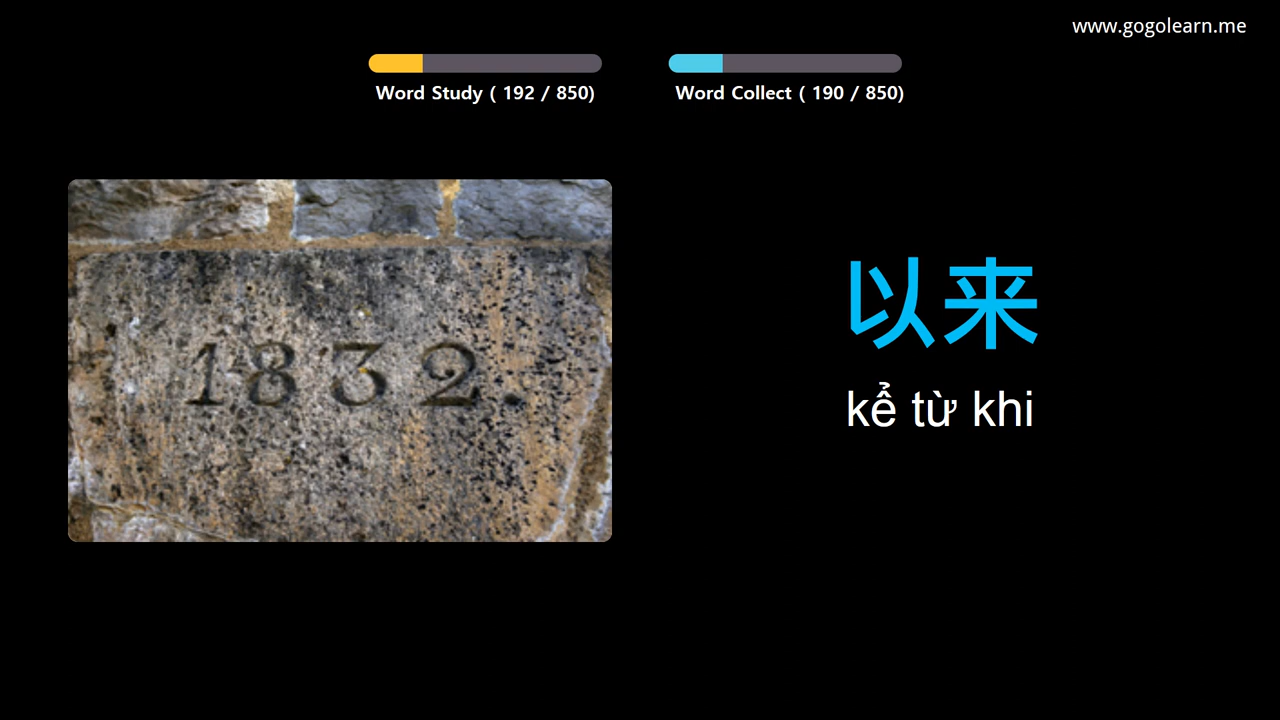 www.gogolearn.me
Word Study ( 192 / 850)
Word Collect ( 190 / 850)
1832.
以来
kể từ khi